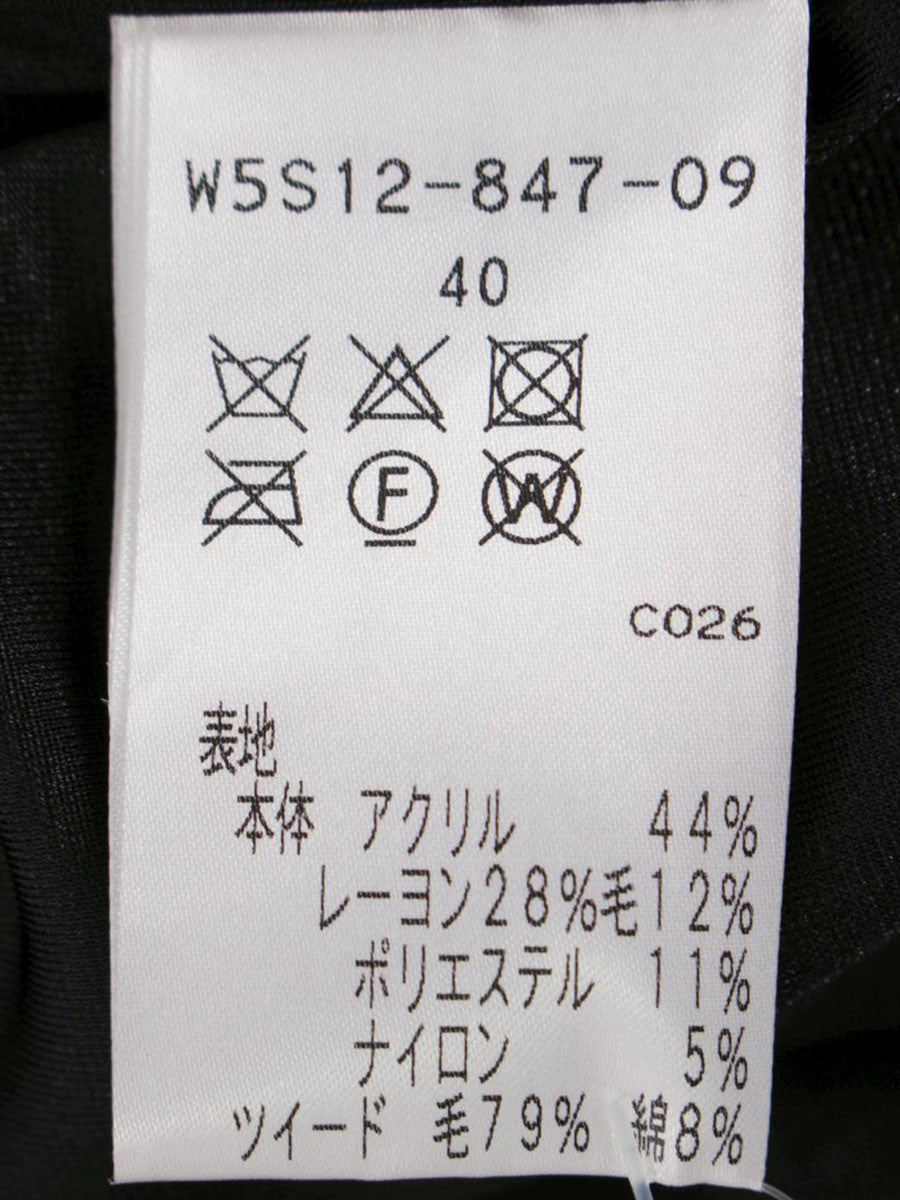 W5S12-847-09
40
F W
C026
表地
本体 アクリル 44%
レーヨン28%毛12%
ポリエステル 11%
ナイロン 5%
ツイード 毛79% 綿8%